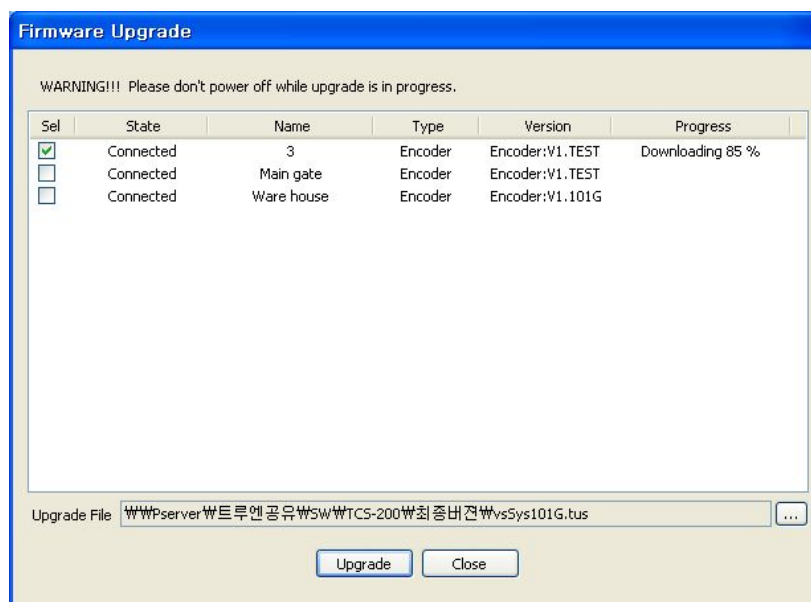 Firmware Upgrade
WARNING!!! Please don't power off while upgrade is in progress.
Sel State Name Type Version Progress
Connected 3 Encoder Encoder:V1.TEST Downloading 85 %
Connected Main gate Encoder Encoder:V1.TEST
Connected Ware house Encoder Encoder:V1.101G
Upgrade File ₩₩Pserver₩트루엔공유₩SW₩TCS-200₩최종버젼₩vsSys101G.tus ...
Upgrade Close